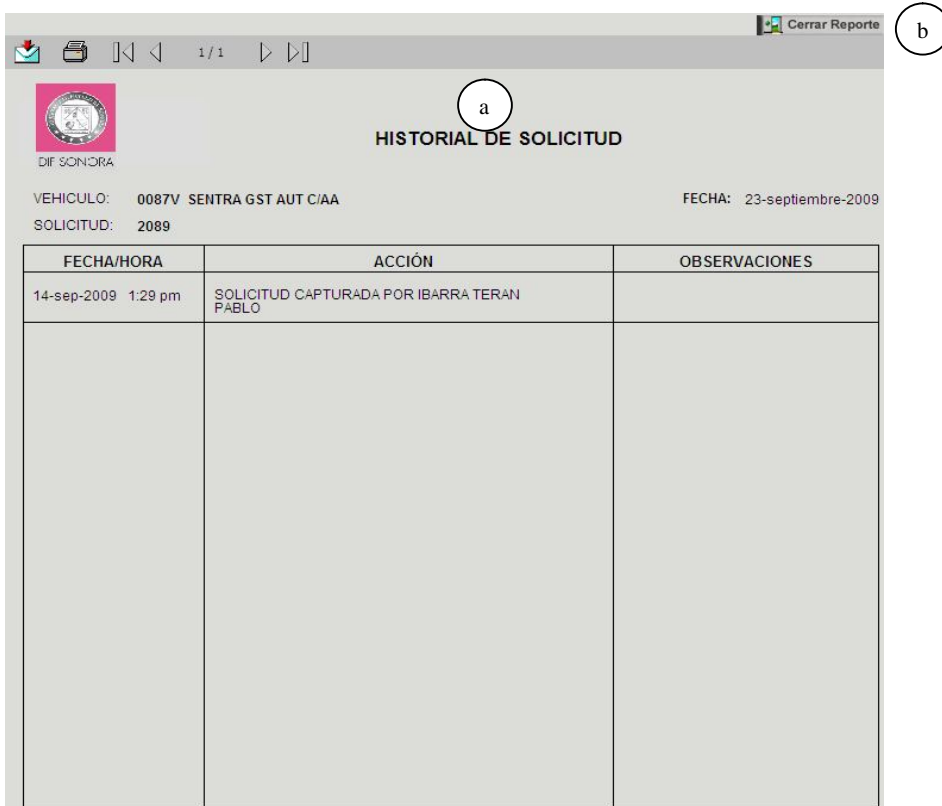 Cerrar Reporte
b
1/1
a
HISTORIAL DE SOLICITUD
DIF SONORA
VEHICULO: 0087V SENTRA GST AUT C/AA FECHA: 23-septiembre-2009
SOLICITUD: 2089
FECHA/HORA ACCIÓN OBSERVACIONES
14-sep-2009 1:29 pm SOLICITUD CAPTURADA POR IBARRA TERAN
PABLO